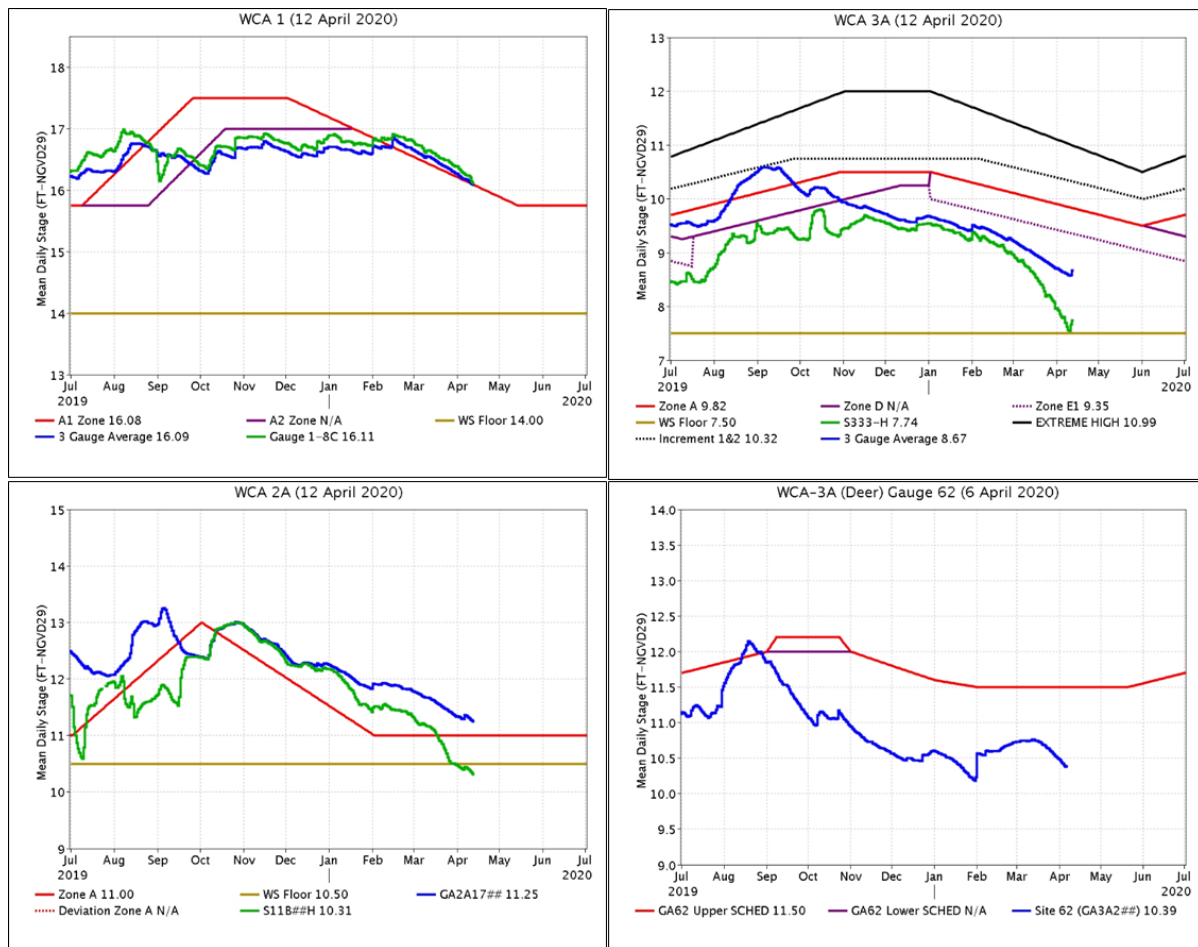 WCA 1 (12 April 2020)
Mean Daily Stage (FT-NGVD29)
18
17
16
15
14
13
Jul Aug Sep Oct Nov Dec Jan Feb Mar Apr May Jun Jul
2019 2020
A1 Zone 16.08 A2 Zone N/A WS Floor 14.00
3 Gauge Average 16.09 Gauge 1-8C 16.11
WCA 3A (12 April 2020)
Mean Daily Stage (FT-NGVD29)
13
12
11
10
9
8
7
Jul Aug Sep Oct Nov Dec Jan Feb Mar Apr May Jun Jul
2019 2020
Zone A 9.82 Zone D N/A Zone E1 9.35
WS Floor 7.50 S333-H 7.74 EXTREME HIGH 10.99
Increment 1&2 10.32 3 Gauge Average 8.67
WCA 2A (12 April 2020)
Mean Daily Stage (FT-NGVD29)
15
14
13
12
11
10
9
Jul Aug Sep Oct Nov Dec Jan Feb Mar Apr May Jun Jul
2019 2020
Zone A 11.00 WS Floor 10.50 GA2A17## 11.25
Deviation Zone A N/A S11B##H 10.31
WCA-3A (Deer) Gauge 62 (6 April 2020)
Mean Daily Stage (FT-NGVD29)
14.0
13.5
13.0
12.5
12.0
11.5
11.0
10.5
10.0
9.5
9.0
Jul Aug Sep Oct Nov Dec Jan Feb Mar Apr May Jun Jul
2019 2020
GA62 Upper SCHED 11.50 GA62 Lower SCHED N/A Site 62 (GA3A2##) 10.39